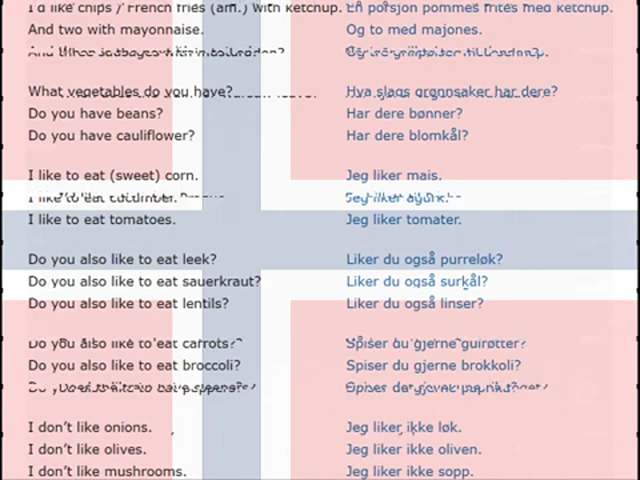 I'd like chips / French fries (am.) with ketchup. En porsjon pommes frites med ketchup.
And two with mayonnaise. Og to med majones.
What vegetables do you have? Hva slags grønnsaker har dere?
Do you have beans? Har dere bønner?
Do you have cauliflower? Har dere blomkål?
I like to eat (sweet) corn. Jeg liker mais.
I like to eat cucumber. Jeg liker agurk.
I like to eat tomatoes. Jeg liker tomater.
Do you also like to eat leek? Liker du også purreløk?
Do you also like to eat sauerkraut? Liker du også surkål?
Do you also like to eat lentils? Liker du også linser?
Do you also like to eat carrots? Spiser du gjerne gulrøtter?
Do you also like to eat broccoli? Spiser du gjerne brokkoli?
I don’t like onions. Jeg liker ikke løk.
I don’t like olives. Jeg liker ikke oliven.
I don’t like mushrooms. Jeg liker ikke sopp.